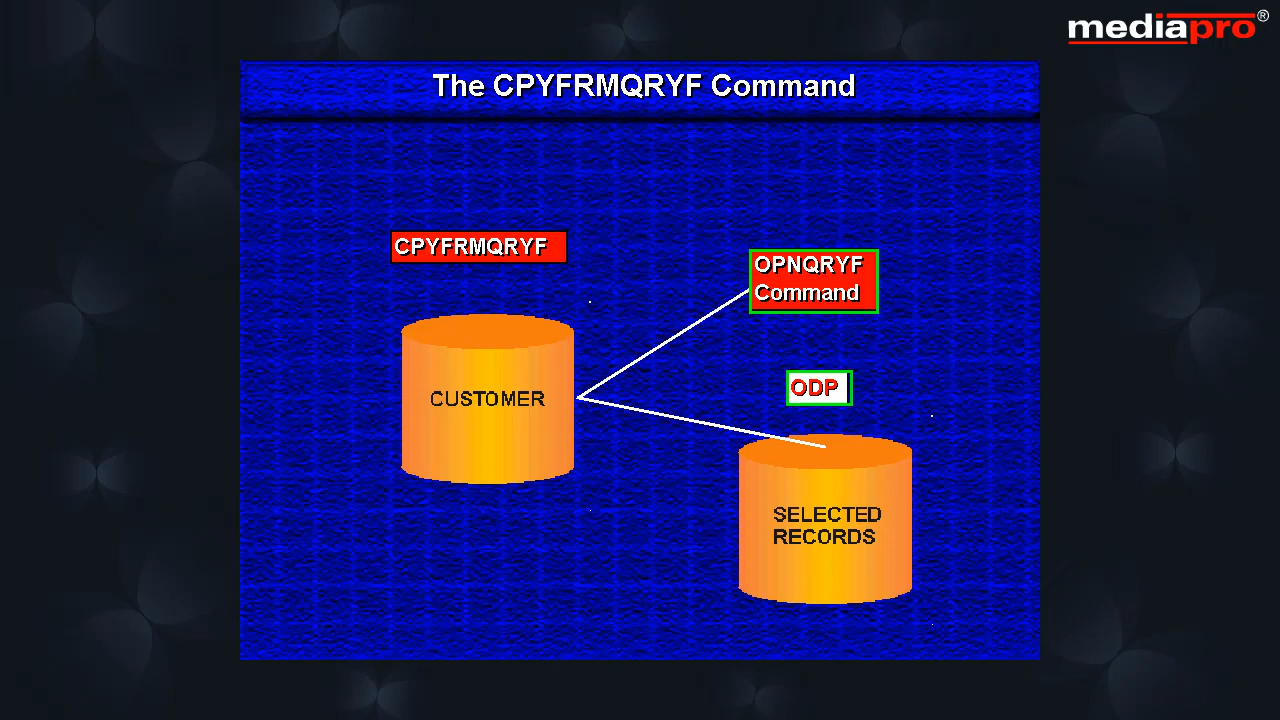 mediapro®
The CPYFRMQRYF Command
CPYFRMQRYF
OPNQRYF
Command
CUSTOMER
ODP
SELECTED
RECORDS